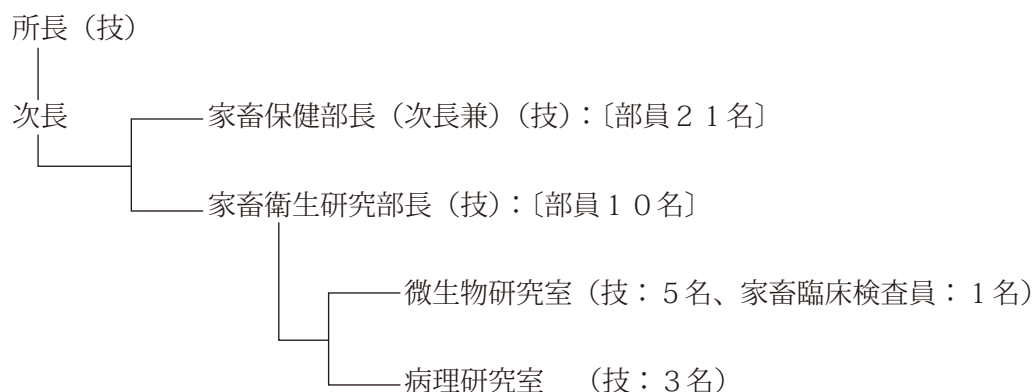 所長（技）
次長
家畜保健部長（次長兼）（技）：〔部員２１名〕
家畜衛生研究部長（技）：〔部員１０名〕
微生物研究室（技：５名、家畜臨床検査員：１名）
病理研究室　（技：３名）